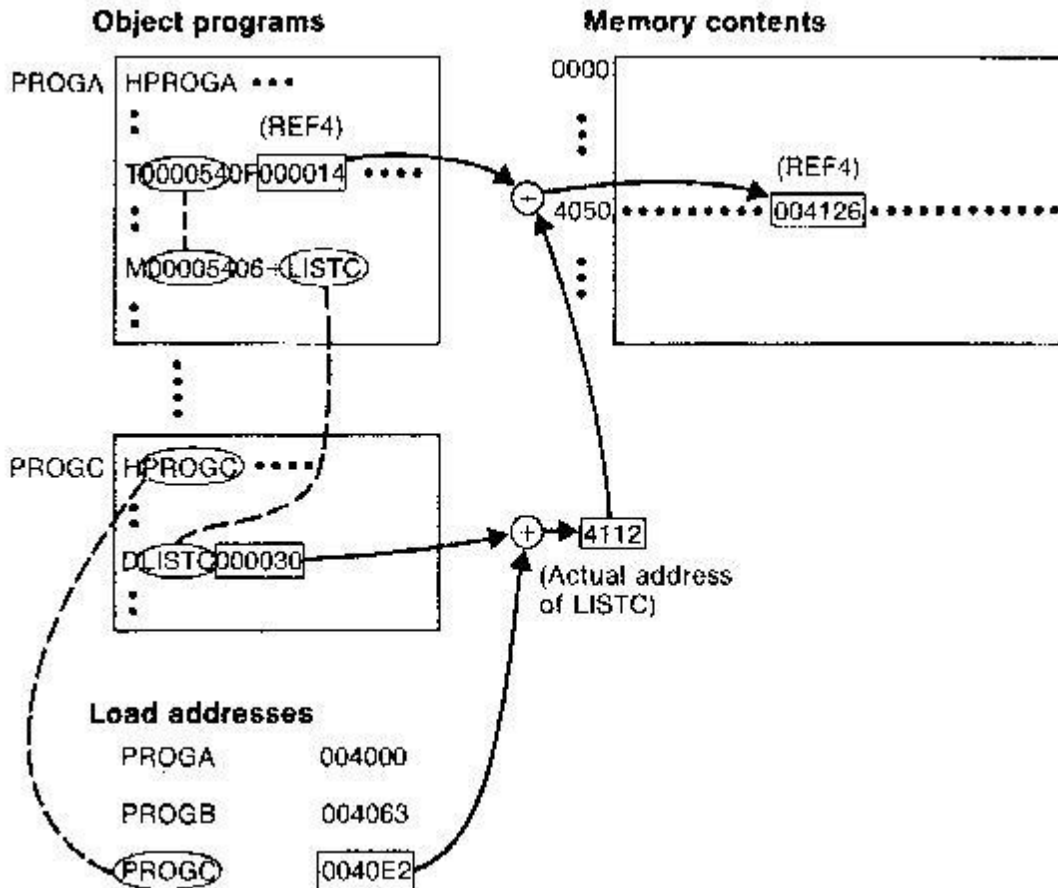 Object programs
Memory contents
PROGA HPROGA ••••
(REF4)
T0000540F000014 ••••
M00005406+LISTC
0000
(REF4)
4050 004126
PROGC HPROGC ••••
DLISTC000030
4112
(Actual address
of LISTC)
Load addresses
PROGA 004000
PROGB 004063
PROGC 0040E2